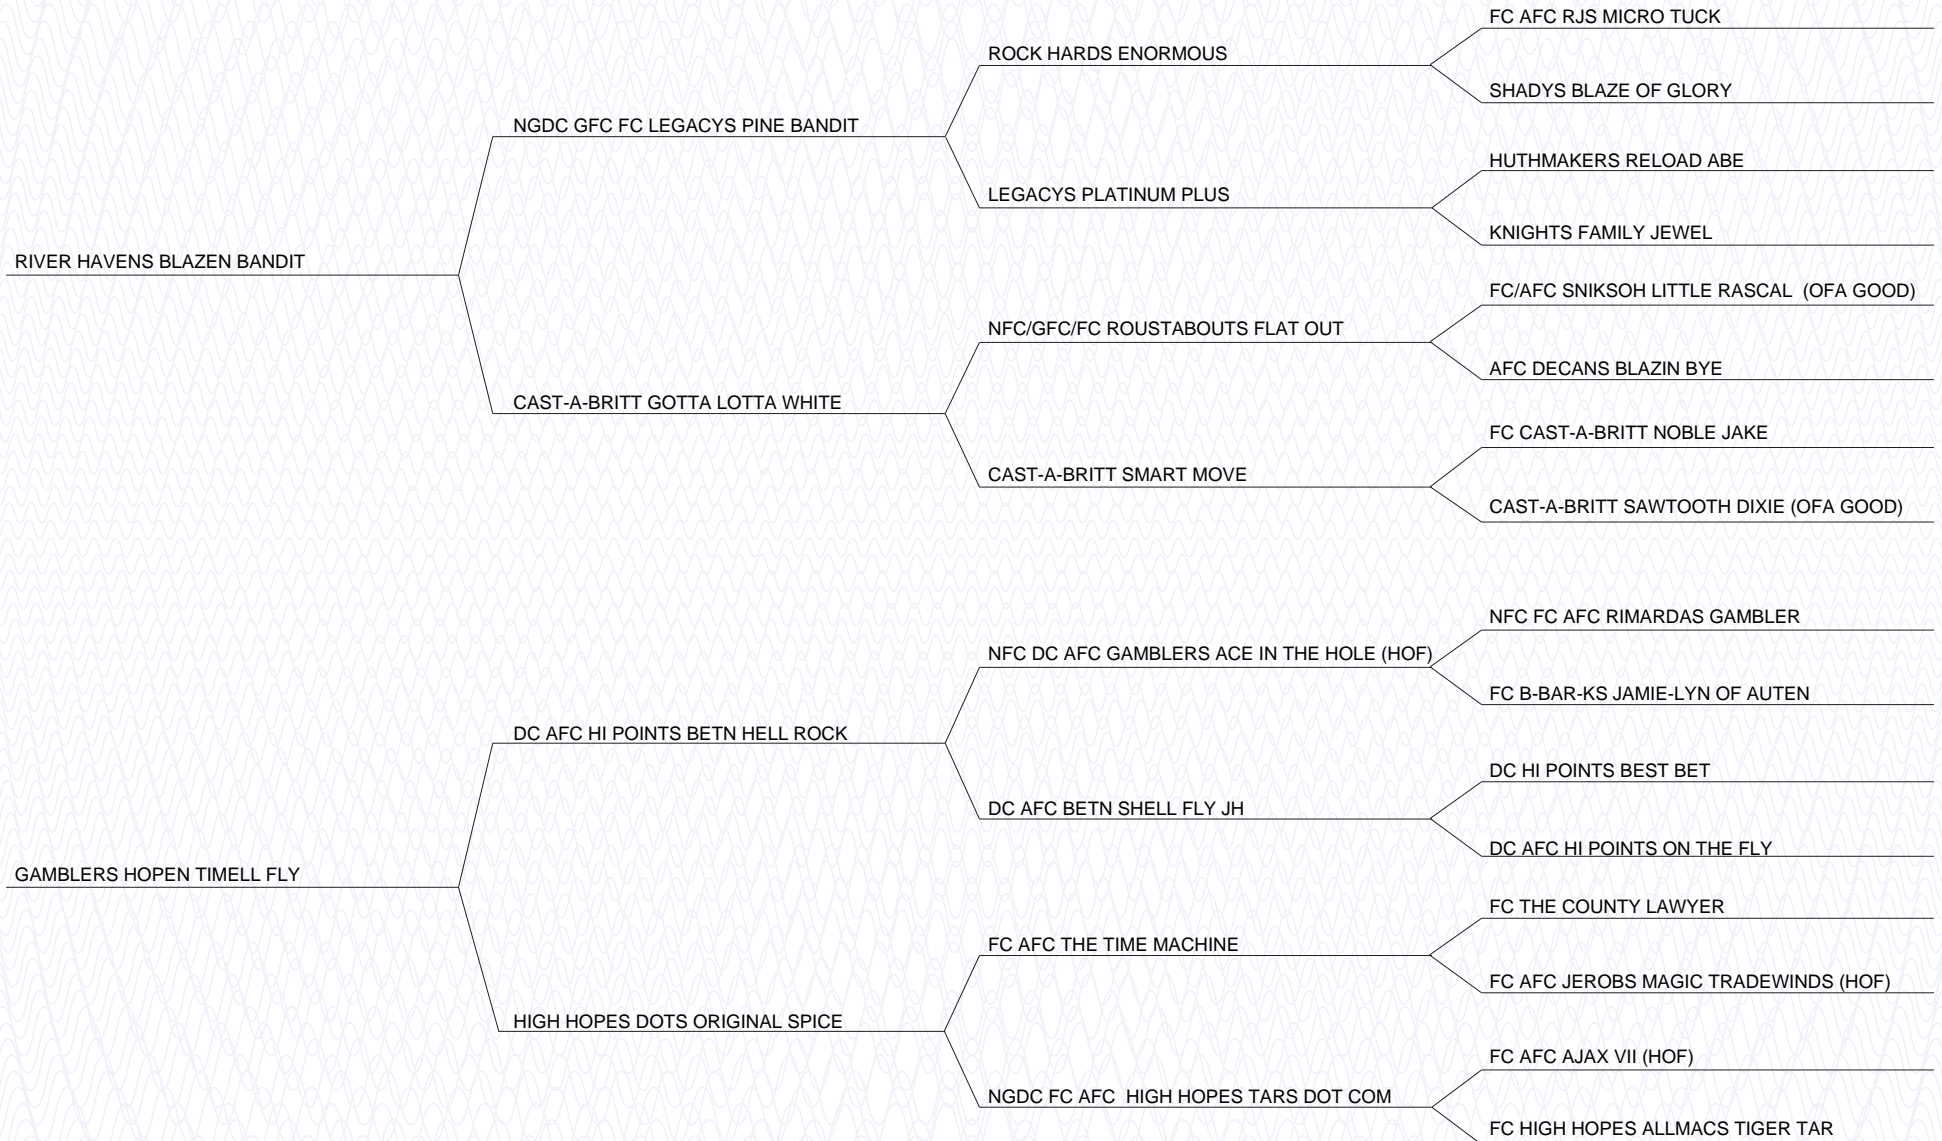 FC AFC RJS MICRO TUCK
ROCK HARDS ENORMOUS
SHADYS BLAZE OF GLORY
NGDC GFC FC LEGACYS PINE BANDIT
HUTHMAKERS RELOAD ABE
LEGACYS PLATINUM PLUS
KNIGHTS FAMILY JEWEL
RIVER HAVENS BLAZEN BANDIT
FC/AFC SNIKSOH LITTLE RASCAL  (OFA GOOD)
NFC/GFC/FC ROUSTABOUTS FLAT OUT
AFC DECANS BLAZIN BYE
CAST-A-BRITT GOTTA LOTTA WHITE
FC CAST-A-BRITT NOBLE JAKE
CAST-A-BRITT SMART MOVE
CAST-A-BRITT SAWTOOTH DIXIE (OFA GOOD)
NFC FC AFC RIMARDAS GAMBLER
NFC DC AFC GAMBLERS ACE IN THE HOLE (HOF)
FC B-BAR-KS JAMIE-LYN OF AUTEN
DC AFC HI POINTS BETN HELL ROCK
DC HI POINTS BEST BET
DC AFC BETN SHELL FLY JH
DC AFC HI POINTS ON THE FLY
GAMBLERS HOPEN TIMELL FLY
FC THE COUNTY LAWYER
FC AFC THE TIME MACHINE
FC AFC JEROBS MAGIC TRADEWINDS (HOF)
HIGH HOPES DOTS ORIGINAL SPICE
FC AFC AJAX VII (HOF)
NGDC FC AFC  HIGH HOPES TARS DOT COM
FC HIGH HOPES ALLMACS TIGER TAR